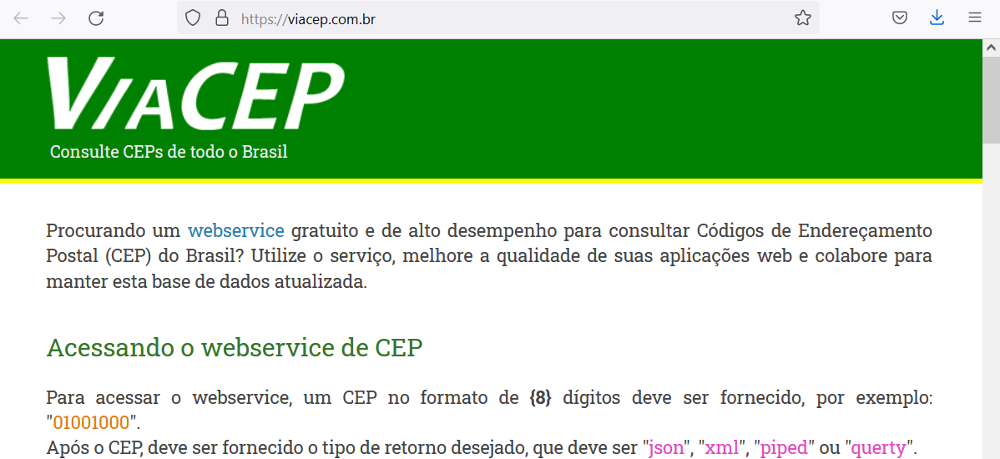 https://viacep.com.br
VIACEP
Consulte CEPs de todo o Brasil
Procurando um webservice gratuito e de alto desempenho para consultar Códigos de Endereçamento
Postal (CEP) do Brasil? Utilize o serviço, melhore a qualidade de suas aplicações web e colabore para
manter esta base de dados atualizada.
Acessando o webservice de CEP
Para acessar o webservice, um CEP no formato de {8} dígitos deve ser fornecido, por exemplo:
"01001000".
Após o CEP, deve ser fornecido o tipo de retorno desejado, que deve ser "json", "xml", "piped" ou "querty".